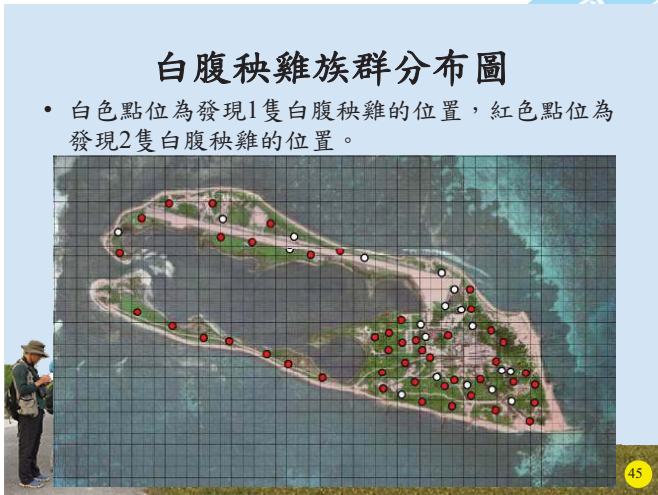 白腹秧雞族群分布圖
• 白色點位為發現1隻白腹秧雞的位置，紅色點位為
發現2隻白腹秧雞的位置。
45